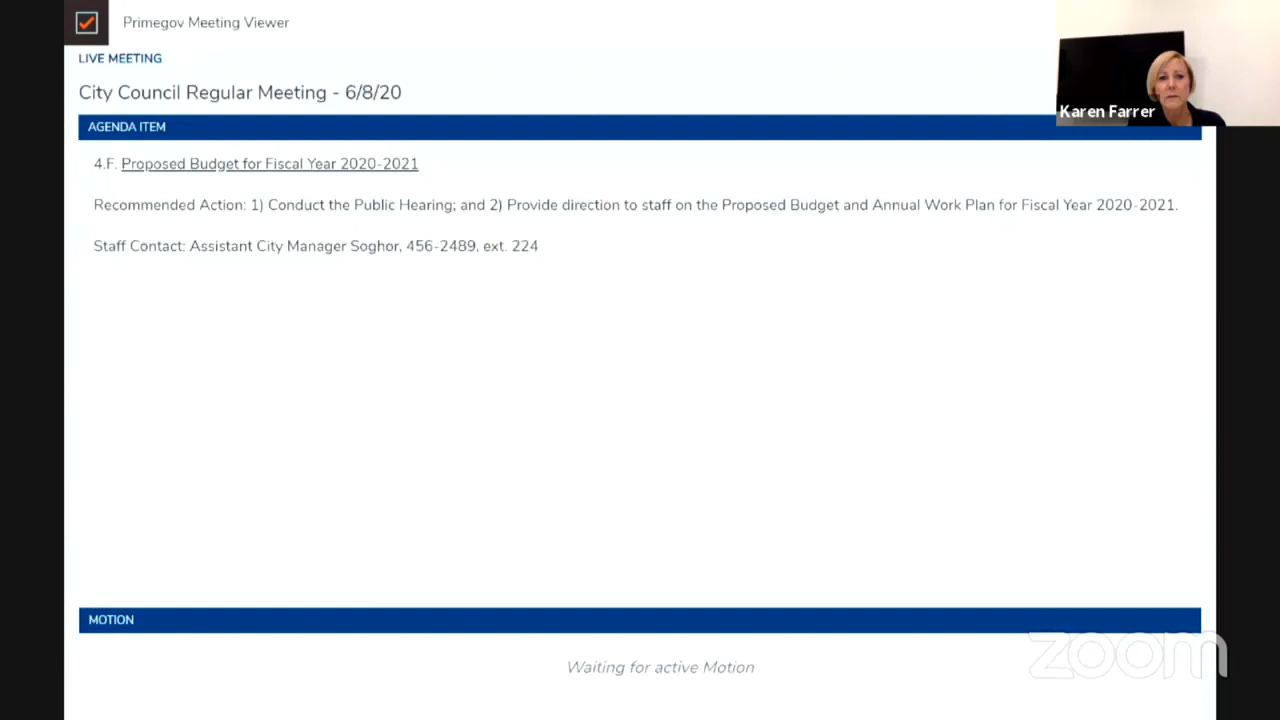 Primegov Meeting Viewer
LIVE MEETING
City Council Regular Meeting - 6/8/20
Karen Farrer
AGENDA ITEM
4.F. Proposed Budget for Fiscal Year 2020-2021
Recommended Action: 1) Conduct the Public Hearing; and 2) Provide direction to staff on the Proposed Budget and Annual Work Plan for Fiscal Year 2020-2021.
Staff Contact: Assistant City Manager Soghor, 456-2489, ext. 224
MOTION
Waiting for active Motion
zoom